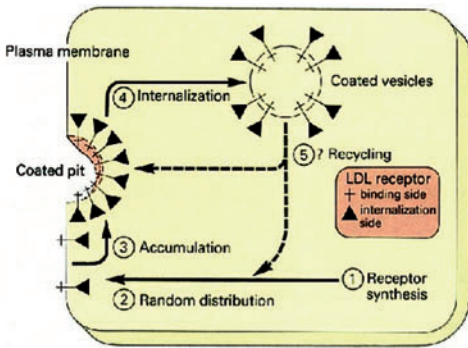 Plasma membrane
Coated vesicles
④ Internalization
⑤? Recycling
Coated pit
LDL receptor
binding side
internalization
side
③ Accumulation
① Receptor
synthesis
② Random distribution